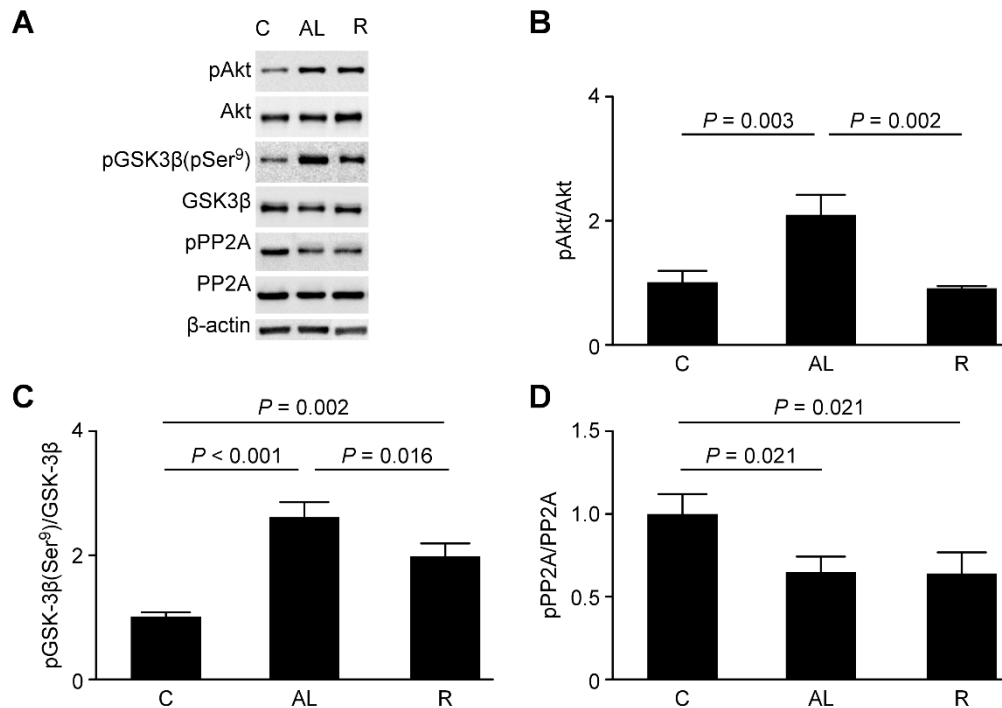 A
C AL R
pAkt
Akt
pGSK3β(pSer⁹)
GSK3β
pPP2A
PP2A
β-actin
B
pAkt/Akt
4
2
0
P = 0.003
P = 0.002
C AL R
C
pGSK-3β(Ser⁹)/GSK-3β
4
2
0
P = 0.002
P < 0.001
P = 0.016
C AL R
D
pPP2A/PP2A
1.5
1.0
0.5
0
P = 0.021
P = 0.021
C AL R